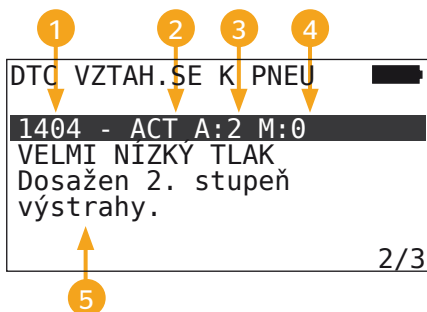 1 2 3 4
DTC VZTAH.SE K PNEU
1404 - ACT A:2 M:0
VELMI NÍZKÝ TLAK
Dosažen 2. stupeň
výstrahy.
2/3
5